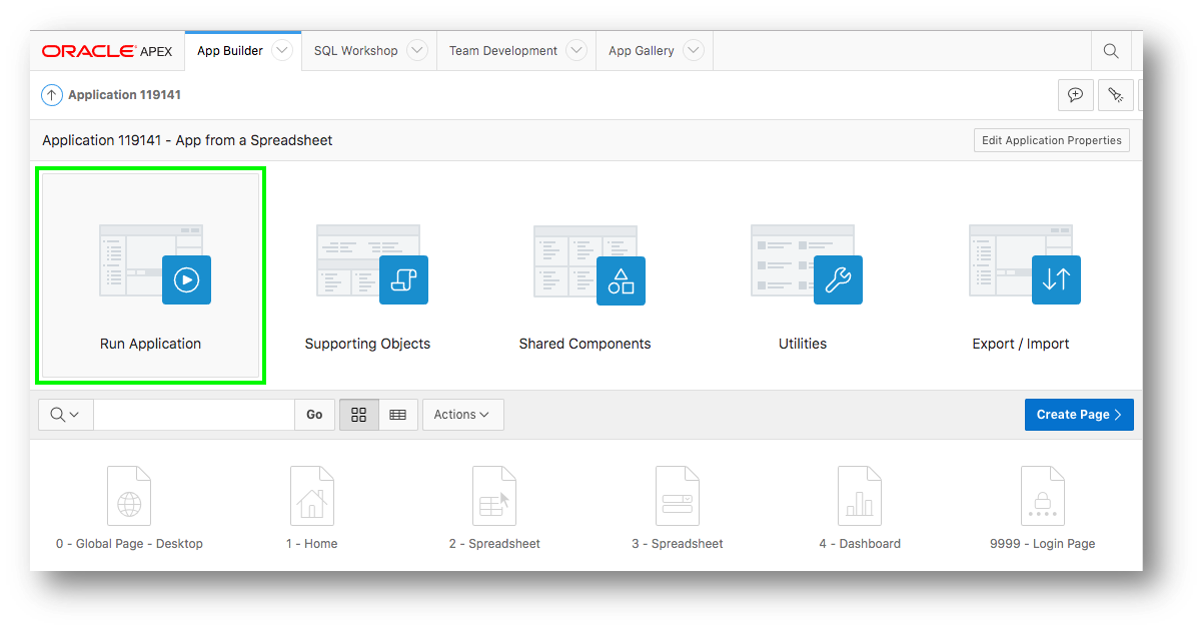 ORACLE APEX App Builder SQL Workshop Team Development App Gallery
Application 119141
Application 119141 - App from a Spreadsheet Edit Application Properties
Run Application Supporting Objects Shared Components Utilities Export / Import
Go Actions Create Page
0 - Global Page - Desktop 1 - Home 2 - Spreadsheet 3 - Spreadsheet 4 - Dashboard 9999 - Login Page